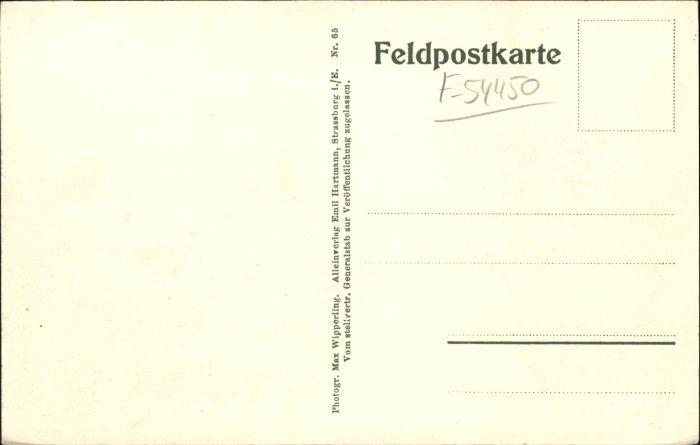 Feldpostkarte
F-54450
Photogr. Max Wipperling. Alleinverlag Emil Hartmann, Strassburg i./E. Nr. 65
Vom stellvertr. Generalstab zur Veröffentlichung zugelassen.